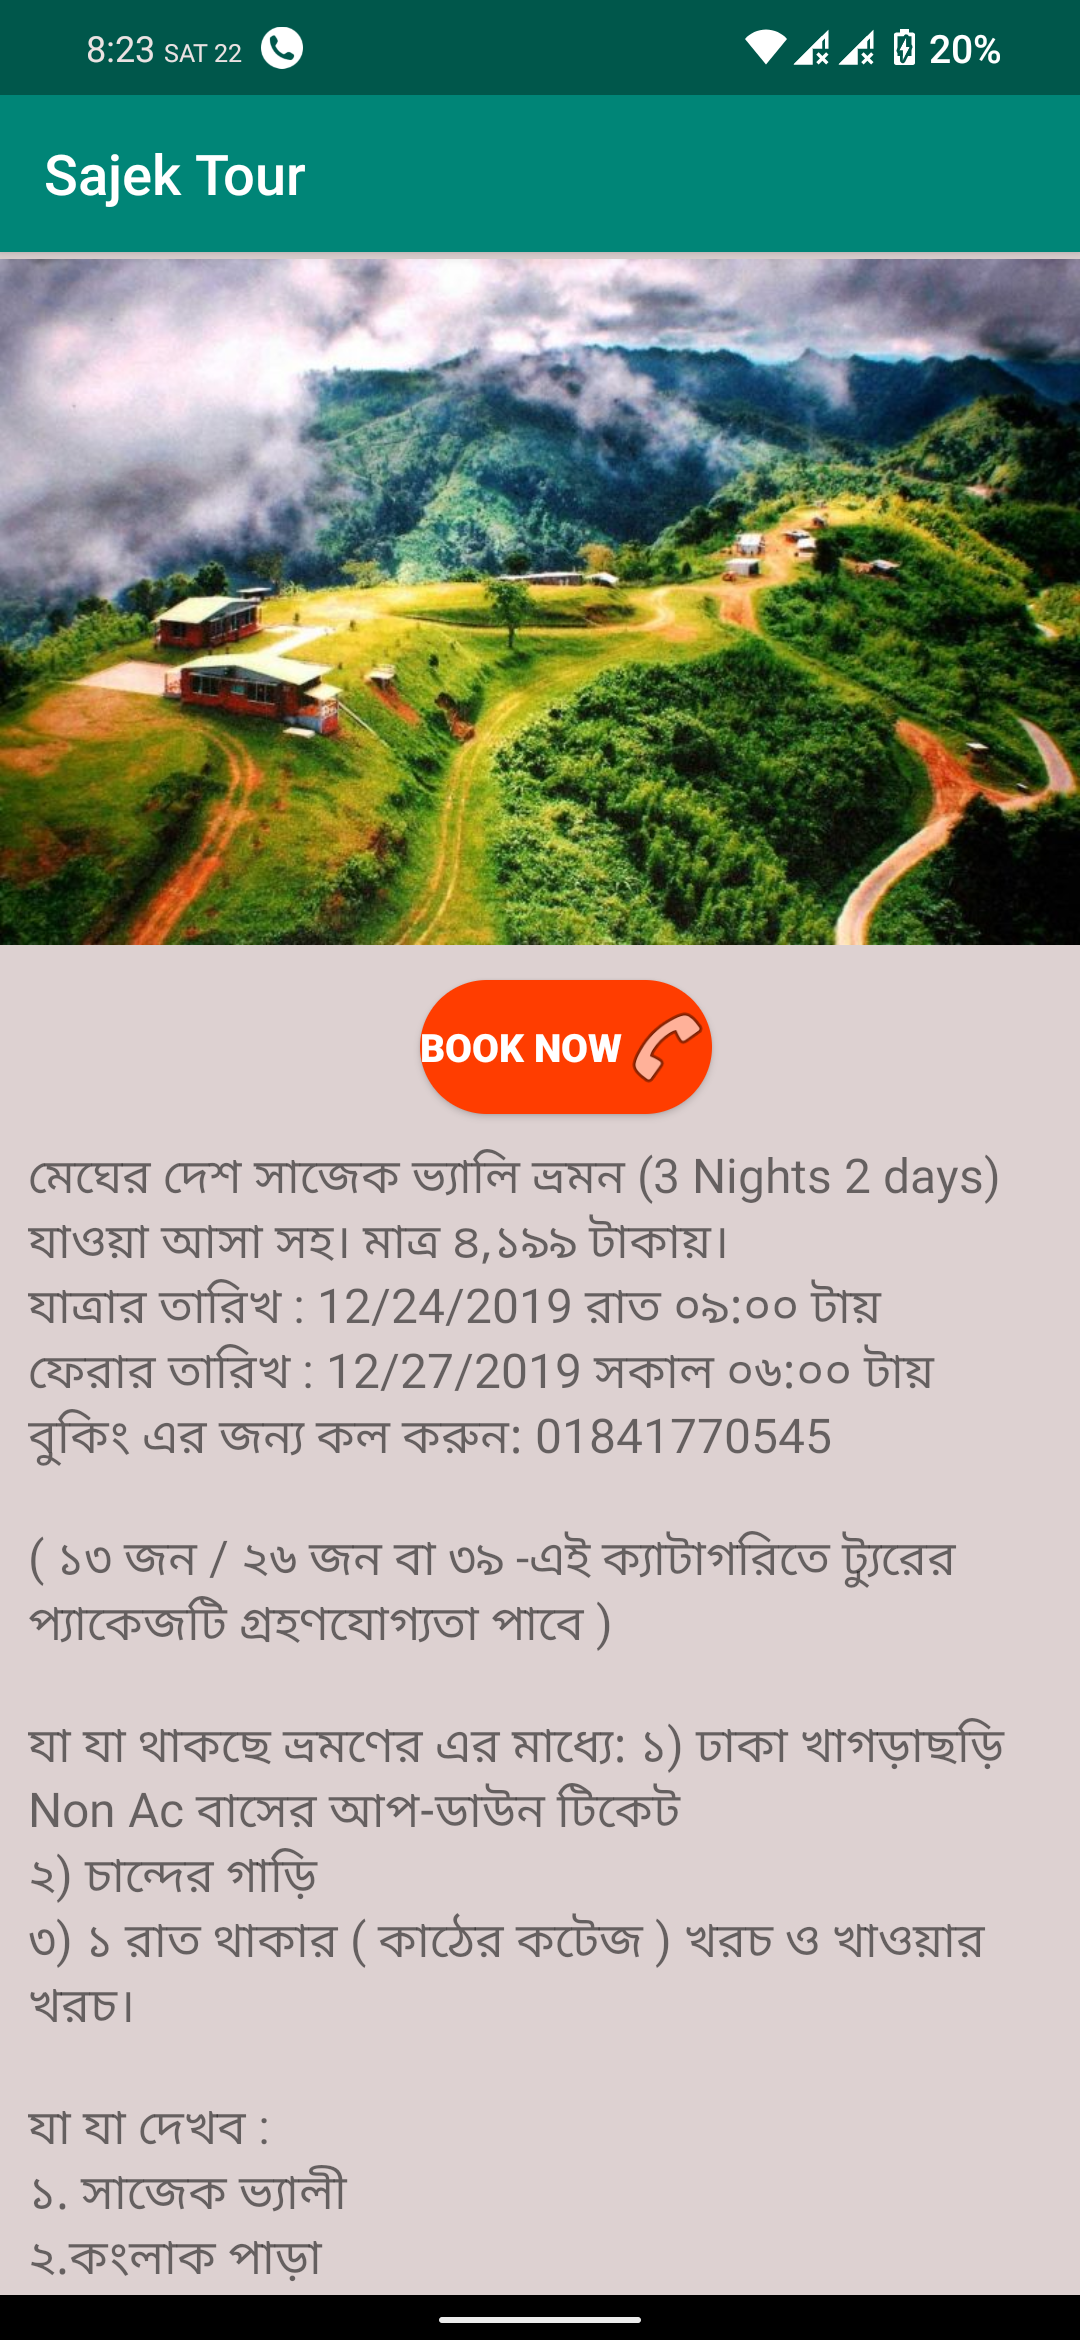 8:23 SAT 22 20%
Sajek Tour
BOOK NOW
মেঘের দেশ সাজেক ভ্যালি ভ্রমন (3 Nights 2 days)
যাওয়া আসা সহ। মাত্র ৪,১৯৯ টাকায়।
যাত্রার তারিখ : 12/24/2019 রাত ০৯:০০ টায়
ফেরার তারিখ : 12/27/2019 সকাল ০৬:০০ টায়
বুকিং এর জন্য কল করুন: 01841770545
( ১৩ জন / ২৬ জন বা ৩৯ -এই ক্যাটাগরিতে ট্যুরের
প্যাকেজটি গ্রহণযোগ্যতা পাবে )
যা যা থাকছে ভ্রমণের এর মাধ্যে: ১) ঢাকা খাগড়াছড়ি
Non Ac বাসের আপ-ডাউন টিকেট
২) চান্দের গাড়ি
৩) ১ রাত থাকার ( কাঠের কটেজ ) খরচ ও খাওয়ার
খরচ।
যা যা দেখব :
১. সাজেক ভ্যালী
২.কংলাক পাড়া